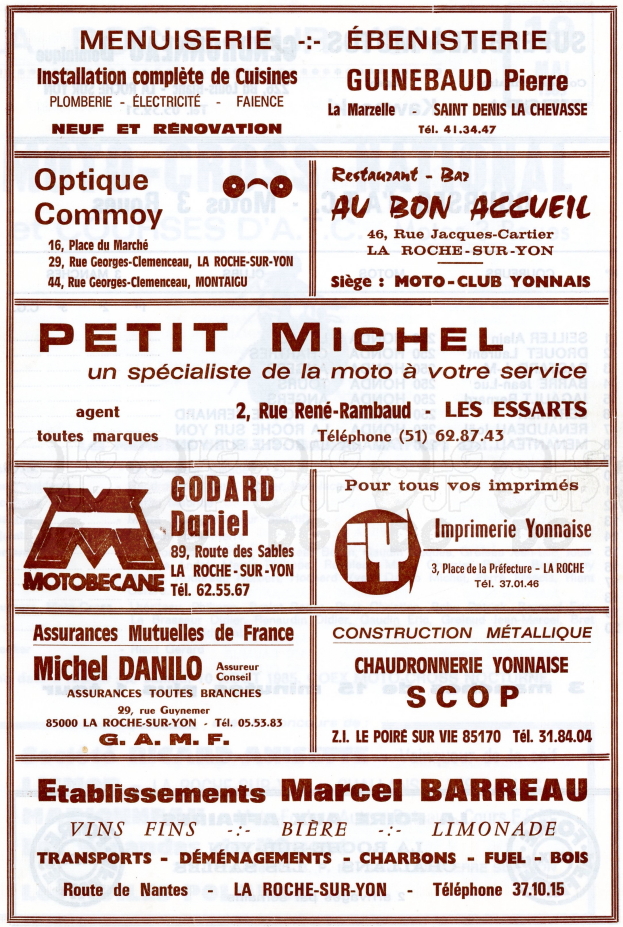 MENUISERIE -:- ÉBENISTERIE
Installation complète de Cuisines
PLOMBERIE - ÉLECTRICITÉ - FAIENCE
NEUF ET RÉNOVATION
GUINEBAUD Pierre
La Marzelle - SAINT DENIS LA CHEVASSE
Tél. 41.34.47
Optique
Commoy
16, Place du Marché
29, Rue Georges-Clemenceau, LA ROCHE-SUR-YON
44, Rue Georges-Clemenceau, MONTAIGU
Restaurant - Bar
AU BON ACCUEIL
46, Rue Jacques-Cartier
LA ROCHE-SUR-YON
Siège : MOTO-CLUB YONNAIS
PETIT MICHEL
un spécialiste de la moto à votre service
agent
toutes marques
2, Rue René-Rambaud - LES ESSARTS
Téléphone (51) 62.87.43
MOTOBECANE
GODARD
Daniel
89, Route des Sables
LA ROCHE-SUR-YON
Tél. 62.55.67
Pour tous vos imprimés
iY
Imprimerie Yonnaise
3, Place de la Préfecture - LA ROCHE
Tél. 37.01.46
Assurances Mutuelles de France
Michel DANILO Assureur
Conseil
ASSURANCES TOUTES BRANCHES
29, rue Guynemer
85000 LA ROCHE-SUR-YON - Tél. 05.53.83
G. A. M. F.
CONSTRUCTION MÉTALLIQUE
CHAUDRONNERIE YONNAISE
SCOP
Z.I. LE POIRÉ SUR VIE 85170 Tél. 31.84.04
Etablissements Marcel BARREAU
VINS FINS -:- BIÈRE -:- LIMONADE
TRANSPORTS - DÉMÉNAGEMENTS - CHARBONS - FUEL - BOIS
Route de Nantes - LA ROCHE-SUR-YON - Téléphone 37.10.15